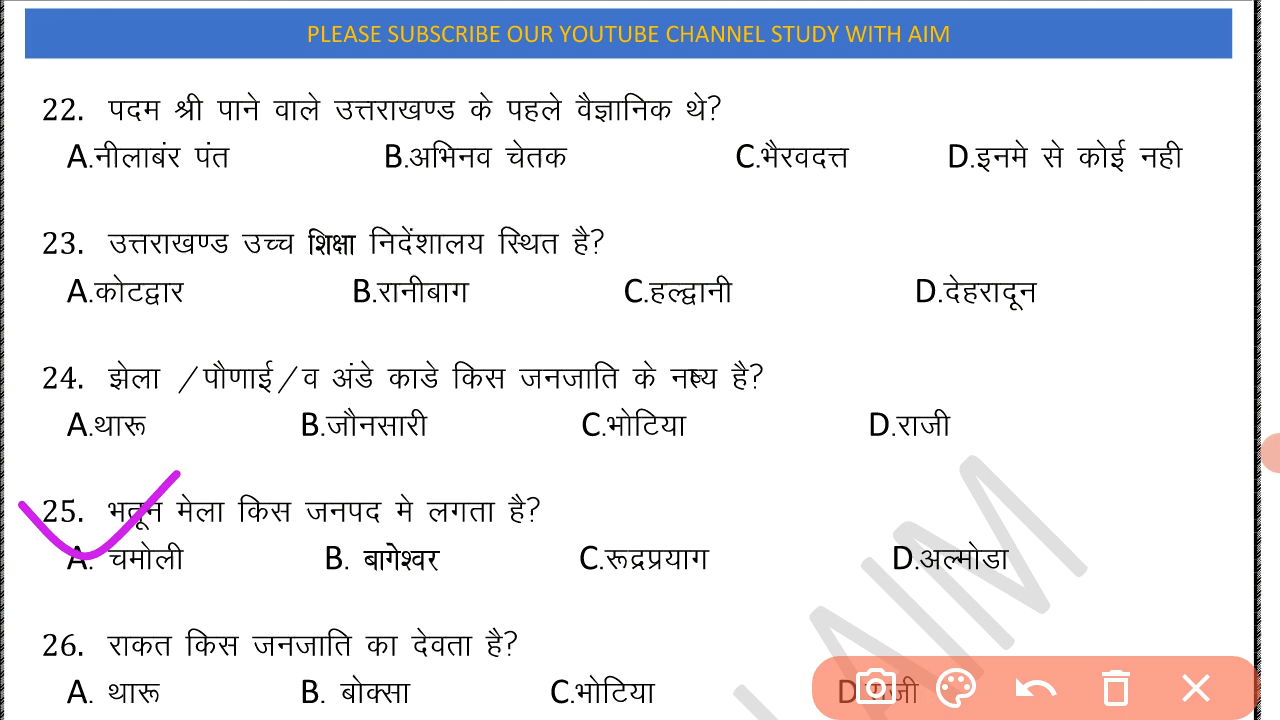 PLEASE SUBSCRIBE OUR YOUTUBE CHANNEL STUDY WITH AIM
22. पदम श्री पाने वाले उत्तराखण्ड के पहले वैज्ञानिक थे?
A.नीलाबंर पंत B.अभिनव चेतक C.भैरवदत्त D.इनमे से कोई नही
23. उत्तराखण्ड उच्च शिक्षा निदेंशालय स्थित है?
A.कोटद्वार B.रानीबाग C.हल्द्वानी D.देहरादून
24. झेला /पौणाई/व अंडे काडे किस जनजाति के है?
A.थारू B.जौनसारी C.भोटिया D.राजी
25. भतून मेला किस जनपद मे लगता है?
A. चमोली B. बागेश्वर C.रूद्रप्रयाग D.अल्मोडा
26. राकत किस जनजाति का देवता है?
A. थारू B. बोक्सा C.भोटिया D.राजी
AIM